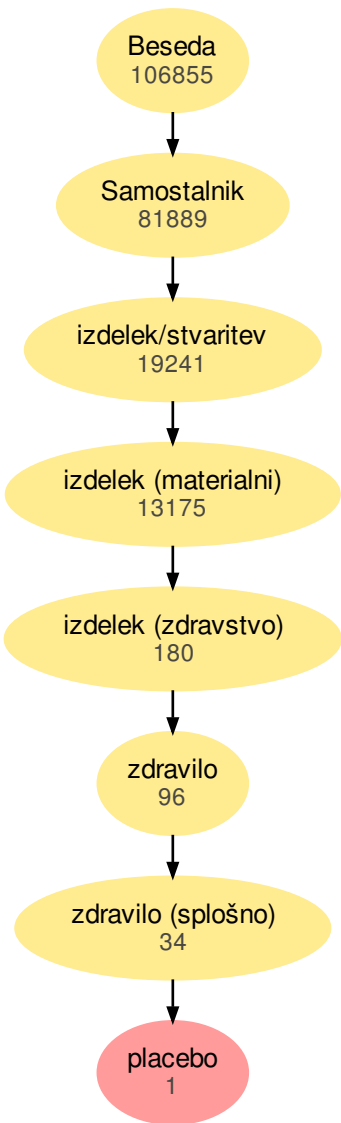 Beseda
106855
Samostalnik
81889
izdelek/stvaritev
19241
izdelek (materialni)
13175
izdelek (zdravstvo)
180
zdravilo
96
zdravilo (splošno)
34
placebo
1